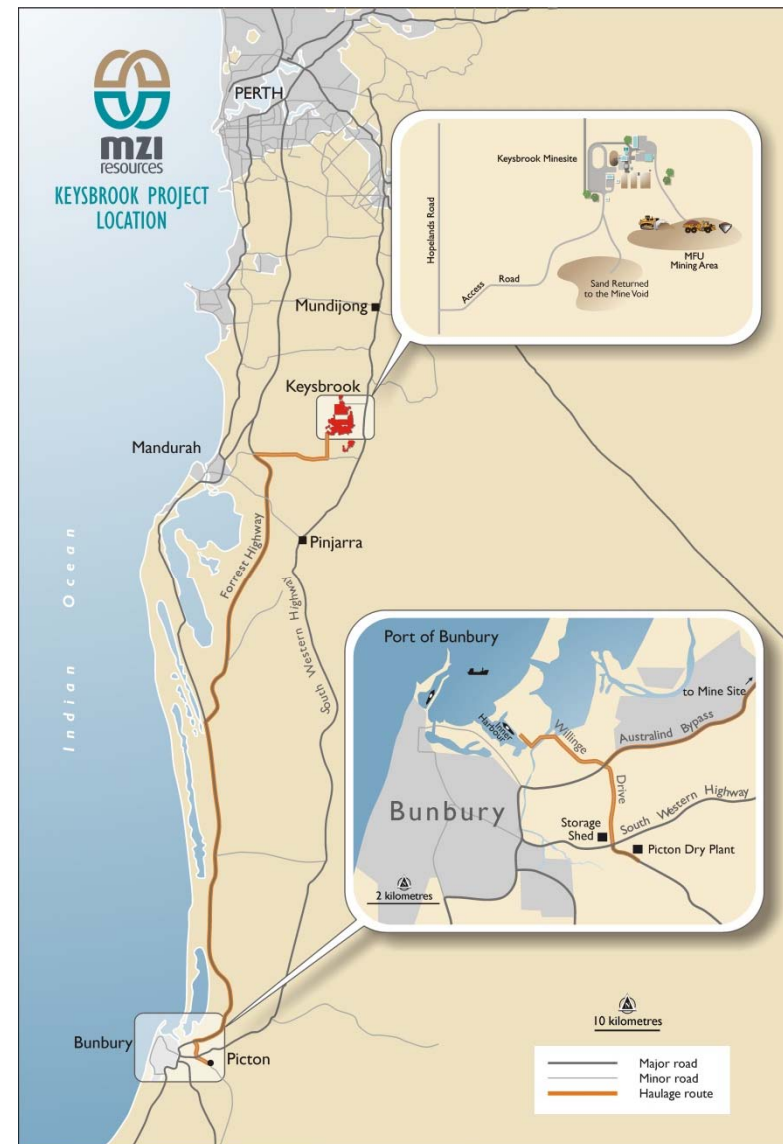 mzi
resources
KEYSBROOK PROJECT
LOCATION
PERTH
Keysbrook Minesite
Hopelands Road
MFU
Mining Area
Access
Road
Sand Returned
to the Mine Void
Mundijong
Keysbrook
Mandurah
Indian Ocean
Forrest Highway
Pinjarra
South Western Highway
Port of Bunbury
to Mine Site
Inner
Harbour
Willinge
Drive
Australind Bypass
Bunbury
South Western Highway
Storage
Shed
Picton Dry Plant
N
2 kilometres
N
10 kilometres
Bunbury
Picton
Major road
Minor road
Haulage route